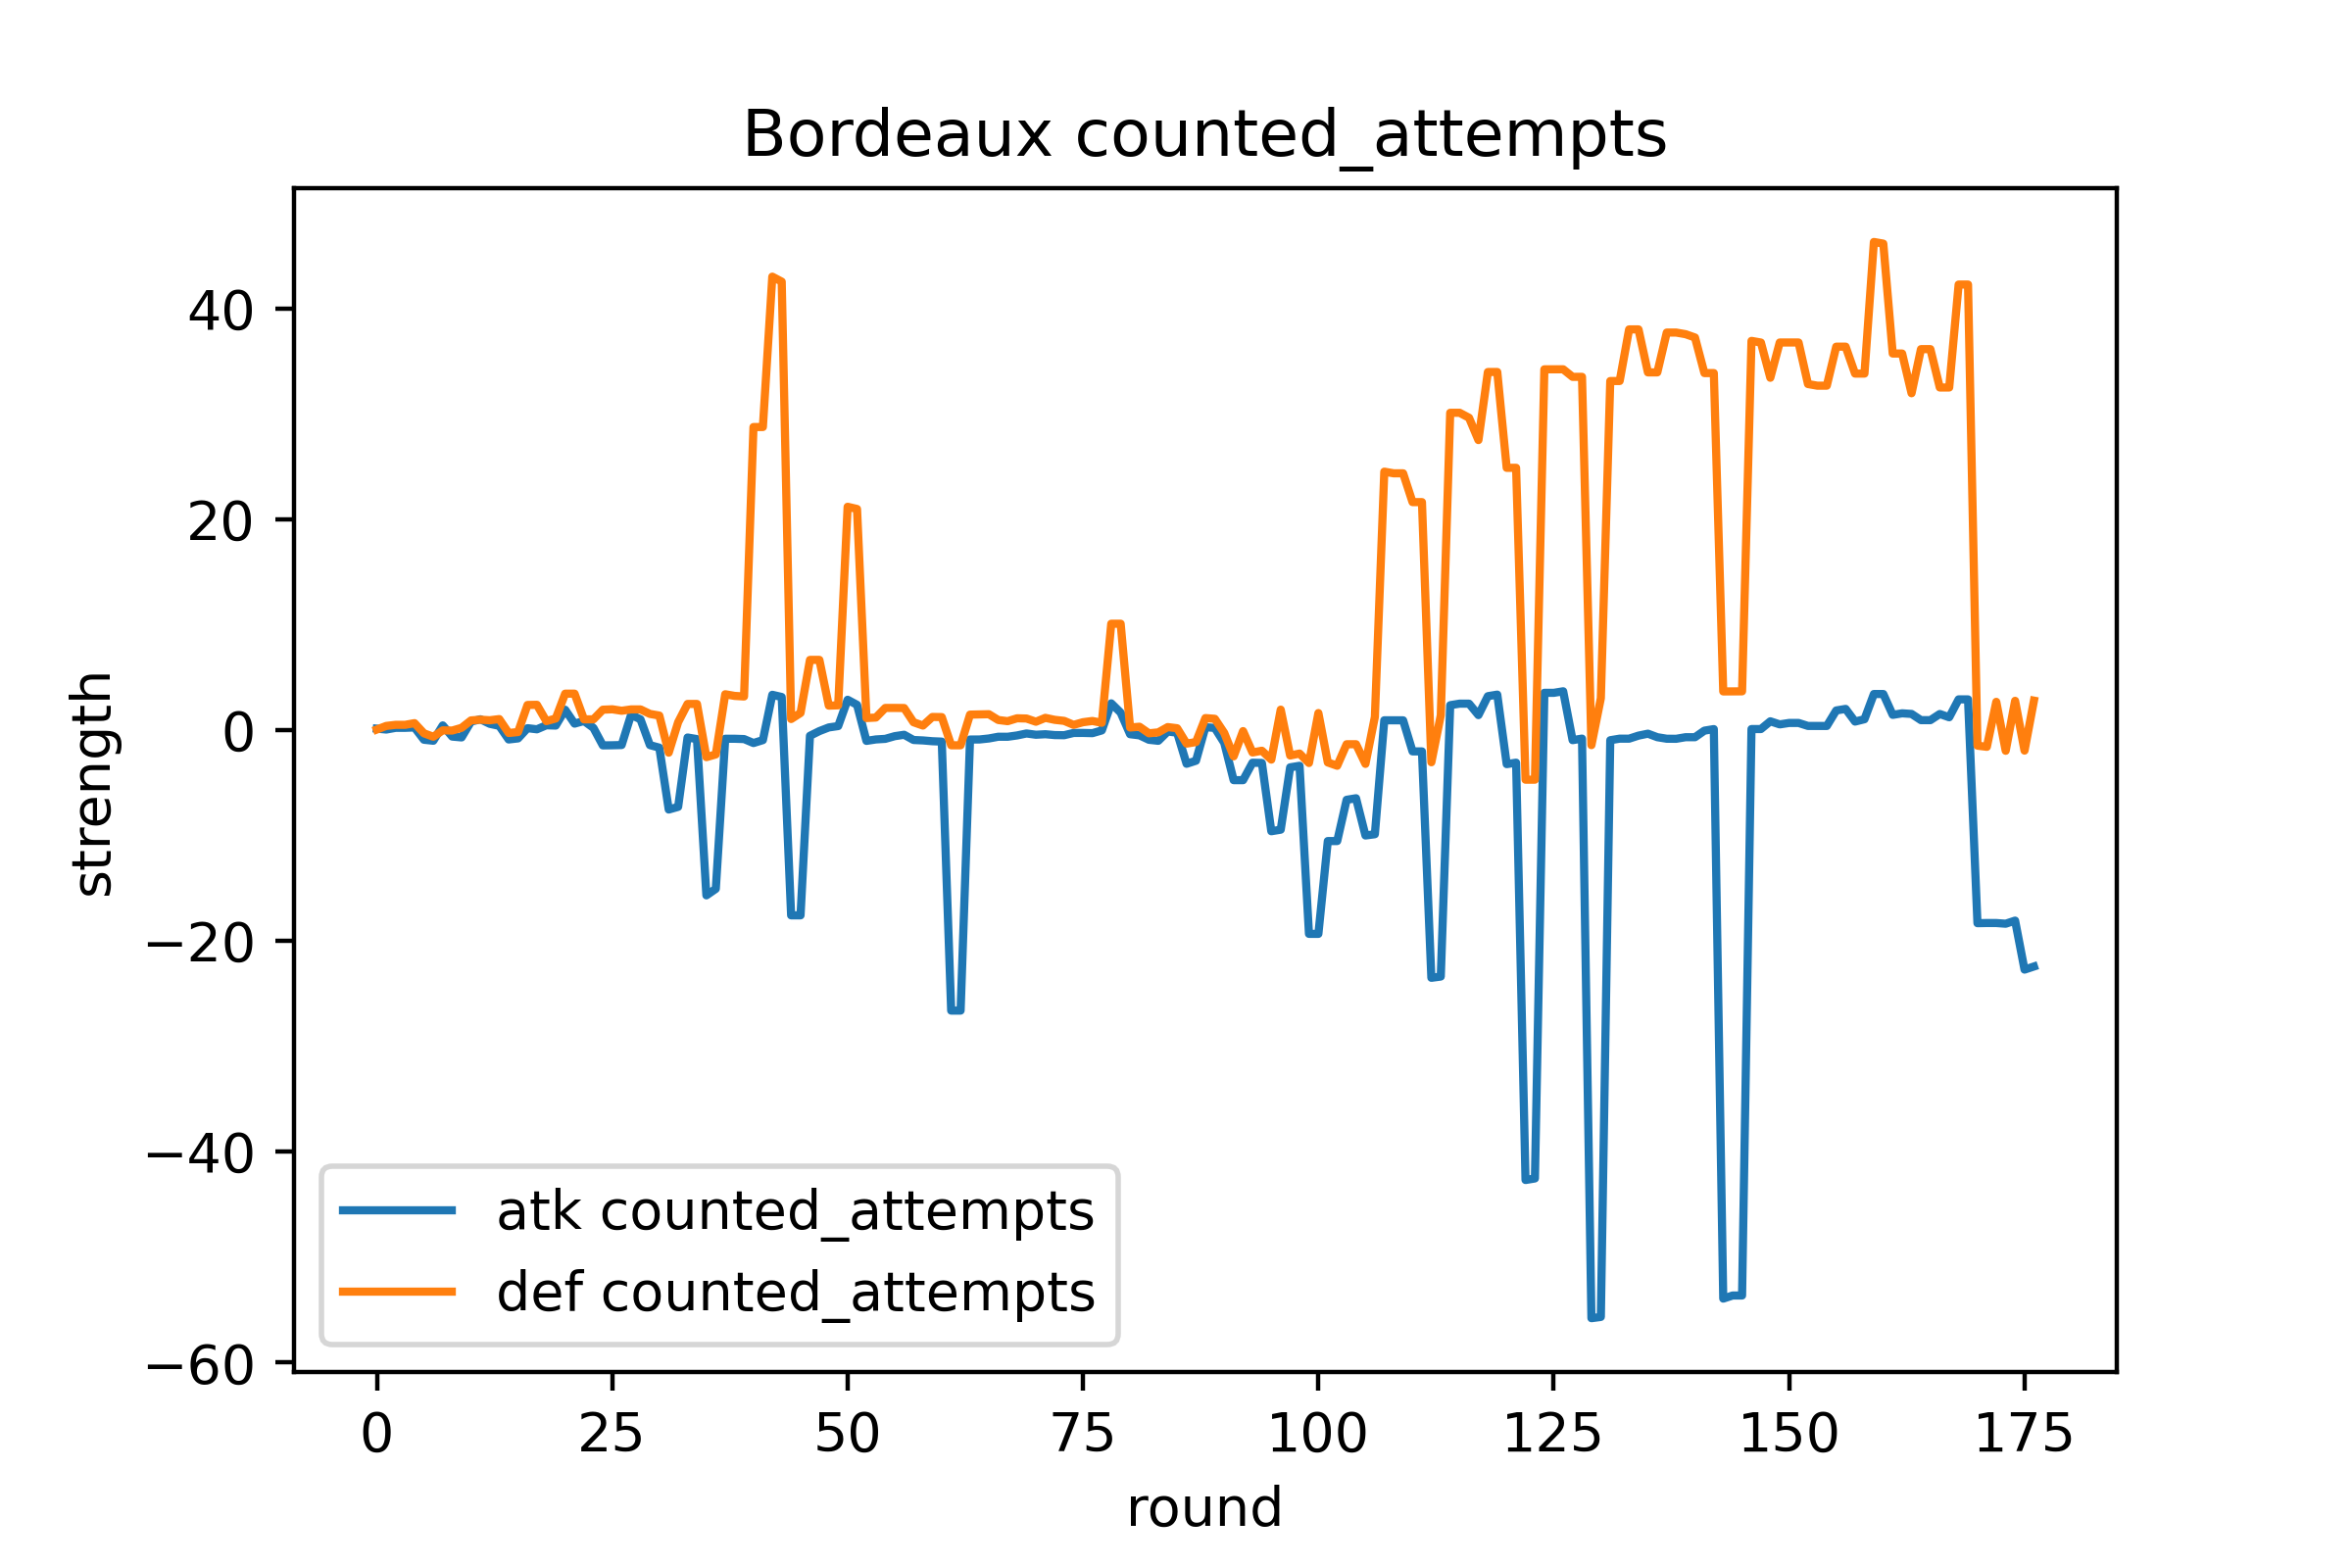 Bordeaux counted_attempts
strength
40
20
0
−20
−40
−60
atk counted_attempts
def counted_attempts
0 25 50 75 100 125 150 175
round